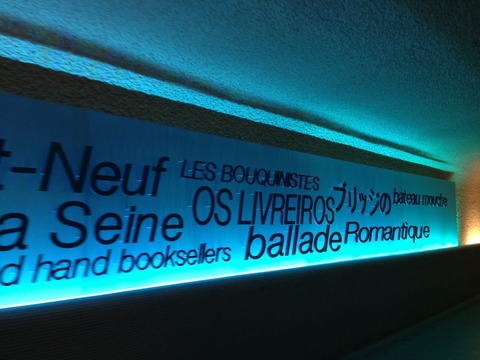 t-Neuf LES BOUQUINISTES ブリッジの bateau mouche
a Seine OS LIVREIROS
d hand booksellers ballade Romantique